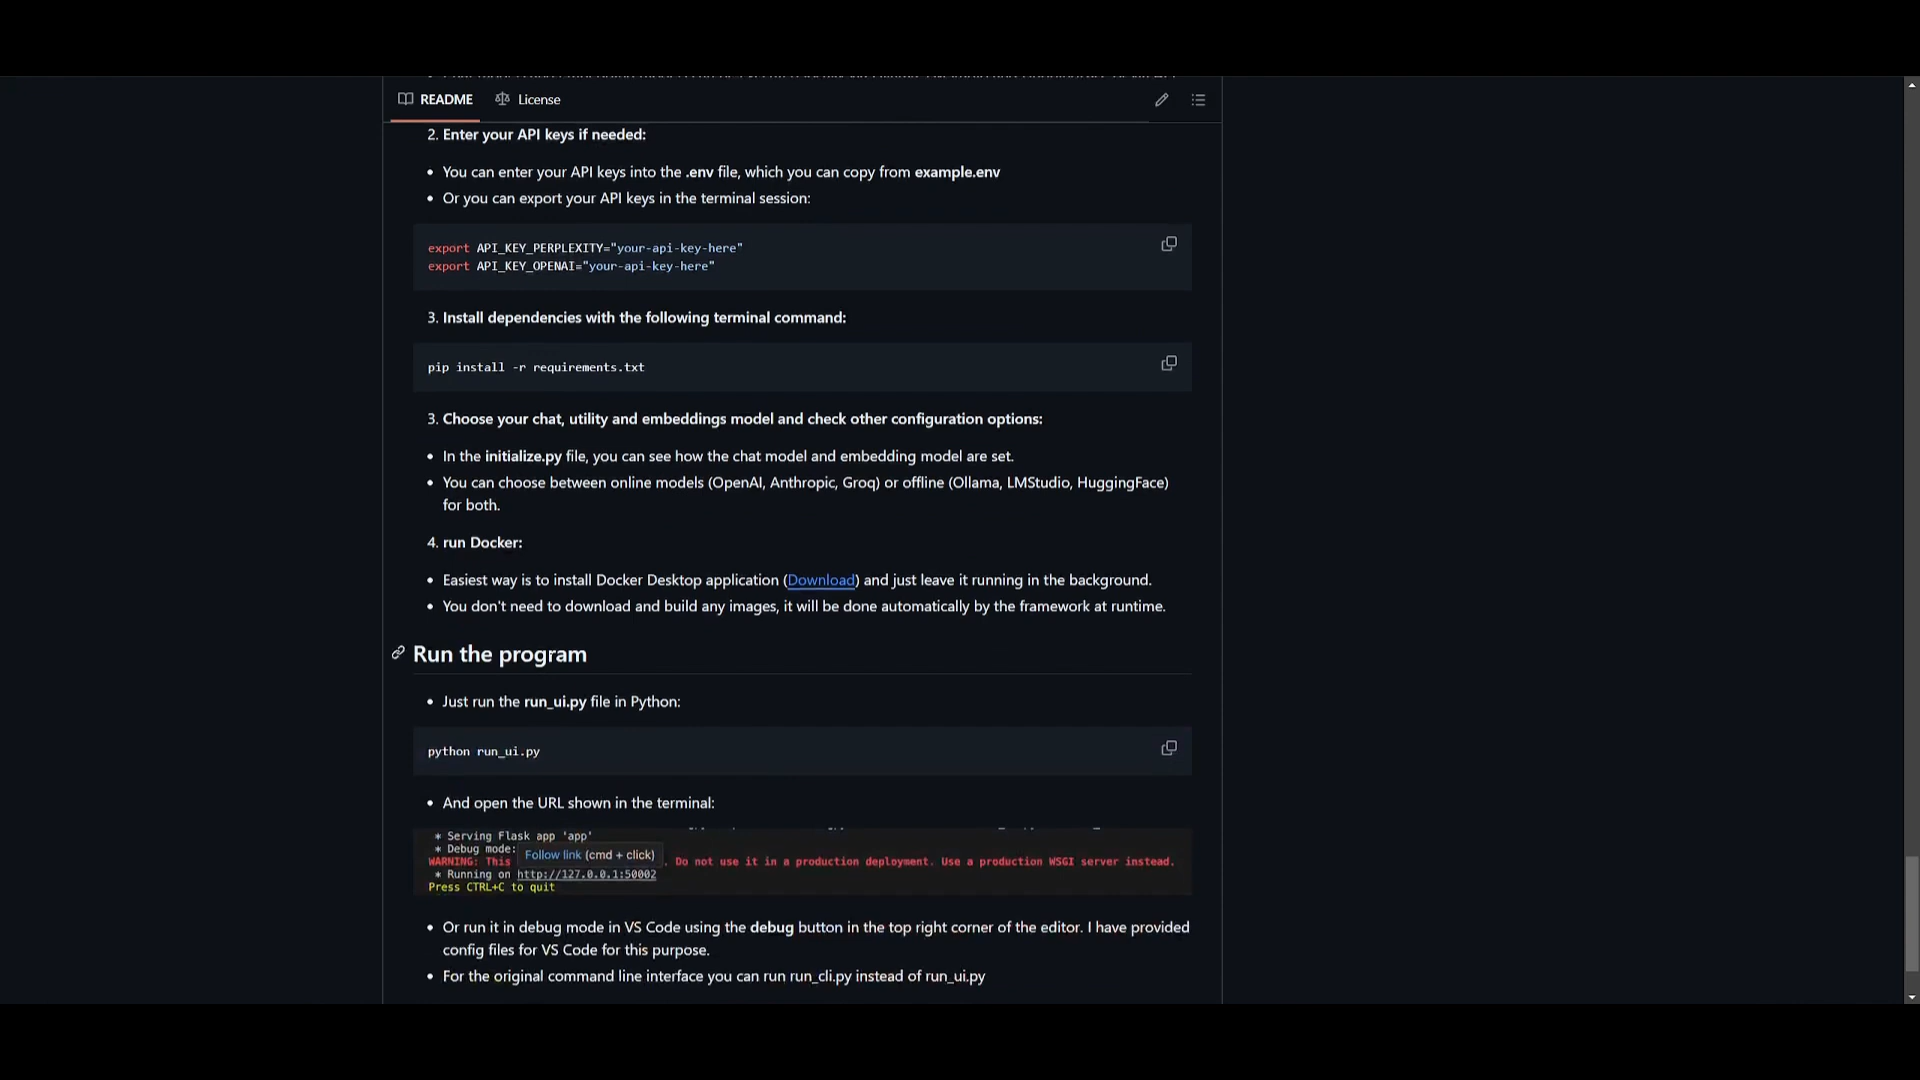 README License
2. Enter your API keys if needed:
• You can enter your API keys into the .env file, which you can copy from example.env
• Or you can export your API keys in the terminal session:
export API_KEY_PERPLEXITY="your-api-key-here"
export API_KEY_OPENAI="your-api-key-here"
3. Install dependencies with the following terminal command:
pip install -r requirements.txt
3. Choose your chat, utility and embeddings model and check other configuration options:
• In the initialize.py file, you can see how the chat model and embedding model are set.
• You can choose between online models (OpenAI, Anthropic, Groq) or offline (Ollama, LMStudio, HuggingFace)
for both.
4. run Docker:
• Easiest way is to install Docker Desktop application (Download) and just leave it running in the background.
• You don't need to download and build any images, it will be done automatically by the framework at runtime.
Run the program
• Just run the run_ui.py file in Python:
python run_ui.py
• And open the URL shown in the terminal:
* Serving Flask app 'app'
* Debug mode:
Follow link (cmd + click)
WARNING: This . Do not use it in a production deployment. Use a production WSGI server instead.
* Running on http://127.0.0.1:50002
Press CTRL+C to quit
• Or run it in debug mode in VS Code using the debug button in the top right corner of the editor. I have provided
config files for VS Code for this purpose.
• For the original command line interface you can run run_cli.py instead of run_ui.py